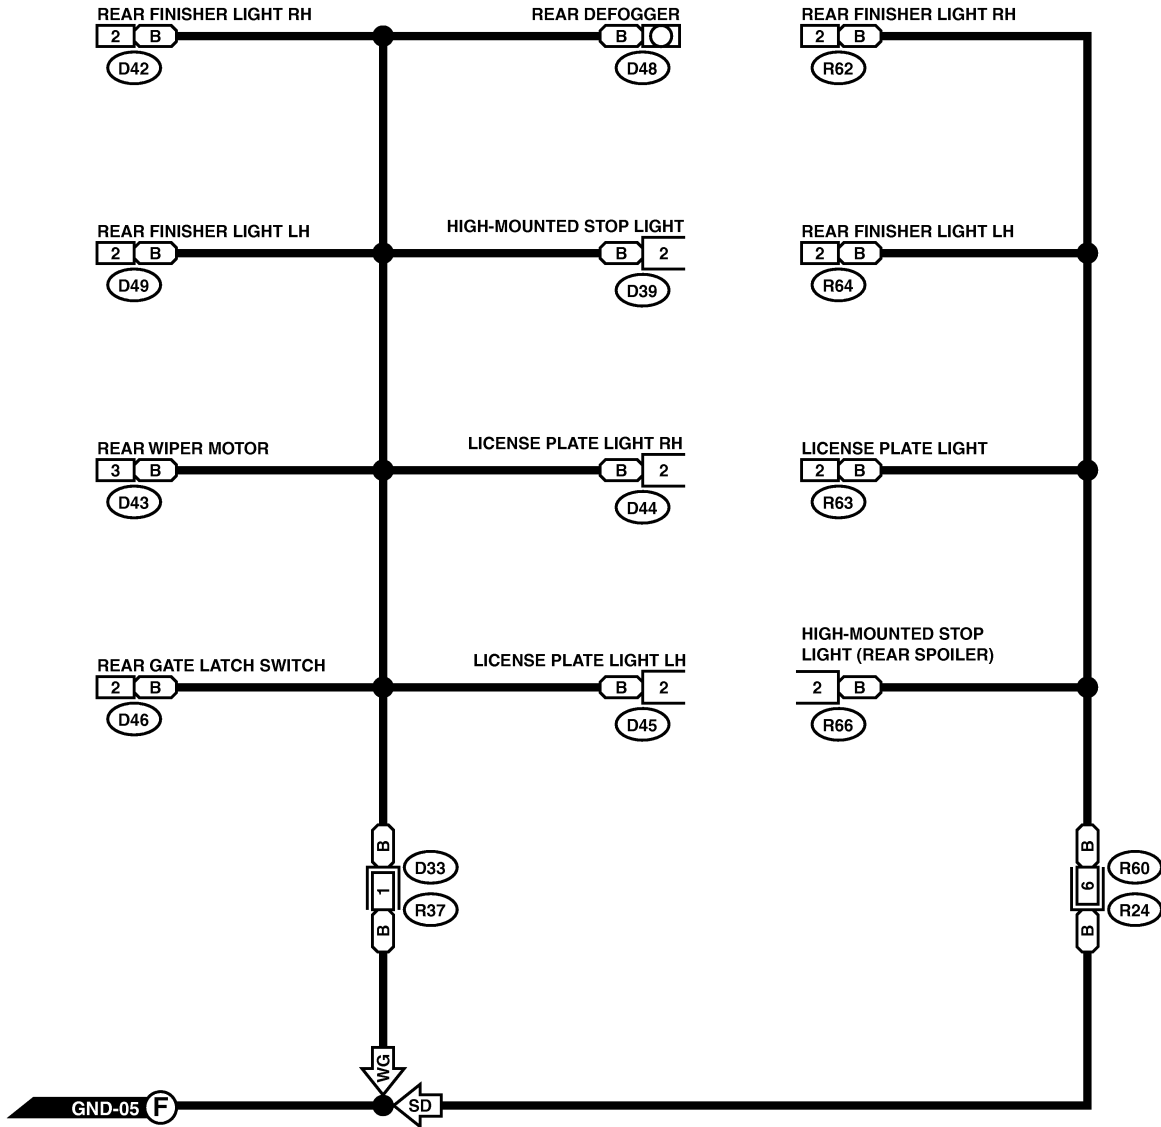 REAR FINISHER LIGHT RH
2 B
D42
REAR DEFOGGER
B
D48
REAR FINISHER LIGHT RH
2 B
R62
REAR FINISHER LIGHT LH
2 B
D49
HIGH-MOUNTED STOP LIGHT
B 2
D39
REAR FINISHER LIGHT LH
2 B
R64
REAR WIPER MOTOR
3 B
D43
LICENSE PLATE LIGHT RH
B 2
D44
LICENSE PLATE LIGHT
2 B
R63
REAR GATE LATCH SWITCH
2 B
D46
LICENSE PLATE LIGHT LH
B 2
D45
HIGH-MOUNTED STOP
LIGHT (REAR SPOILER)
2 B
R66
B
D33
1
R37
B
B
R60
6
R24
B
WG
GND-05 F
SD